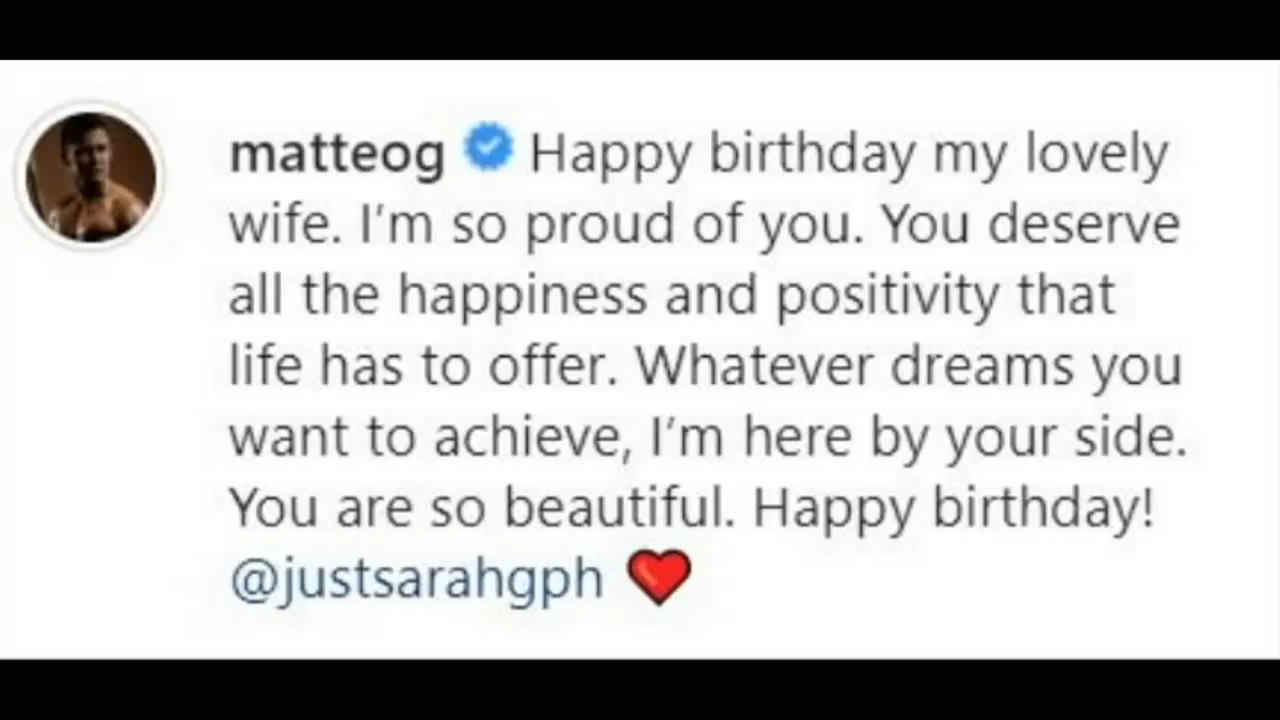 matteog Happy birthday my lovely
wife. I'm so proud of you. You deserve
all the happiness and positivity that
life has to offer. Whatever dreams you
want to achieve, I'm here by your side.
You are so beautiful. Happy birthday!
@justsarahgph ❤️